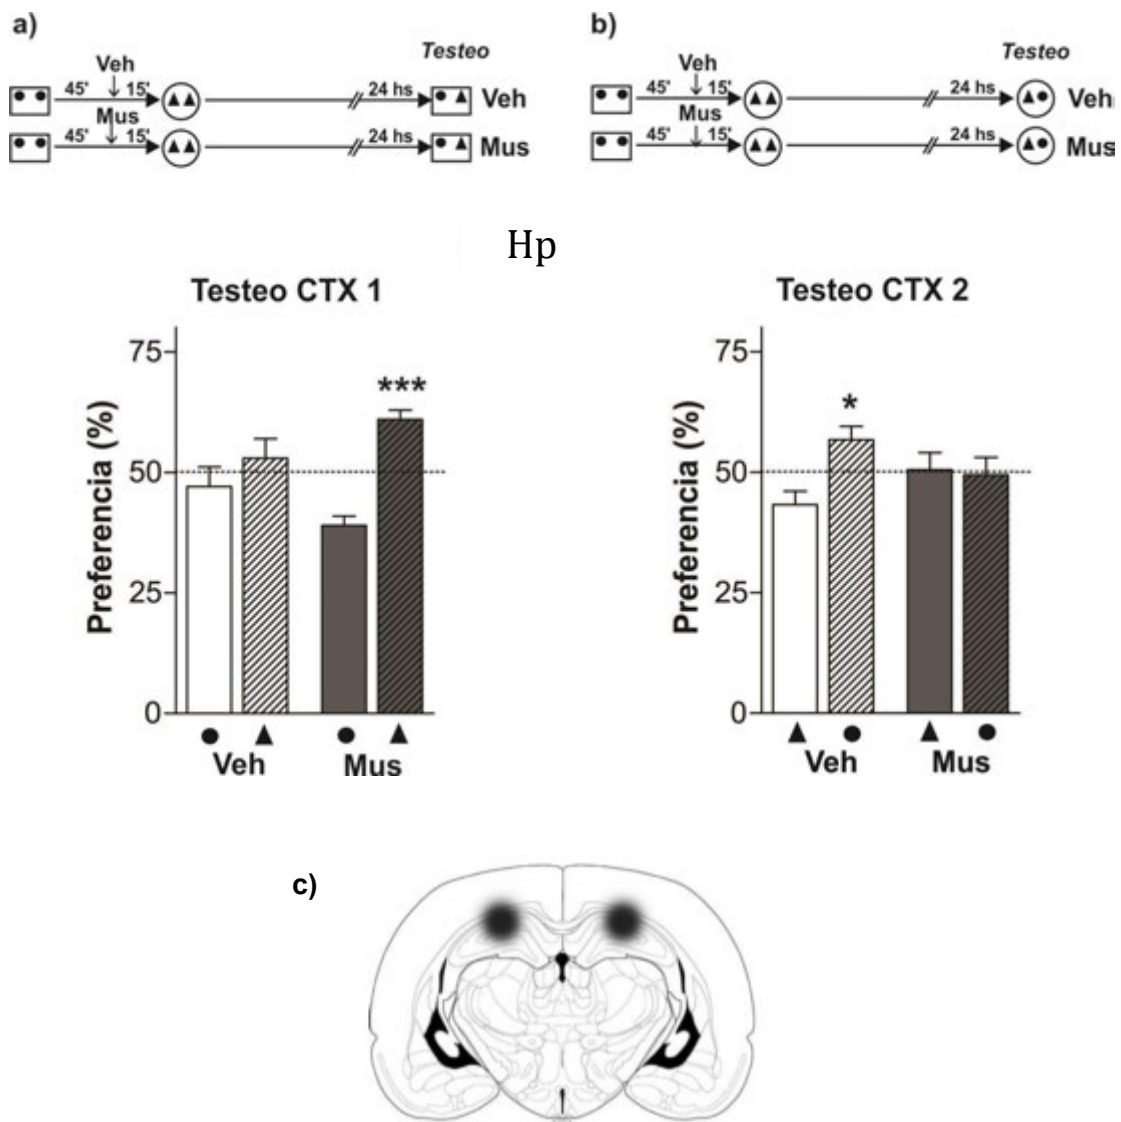 a)
Testeo
Veh
45' 15' 24 hs Veh
Mus
45' 15' 24 hs Mus
b)
Testeo
Veh
45' 15' 24 hs Veh
Mus
45' 15' 24 hs Mus
Hp
Testeo CTX 1
Preferencia (%)
75
50
25
0
***
Veh Mus
Testeo CTX 2
Preferencia (%)
75
50
25
0
*
Veh Mus
c)